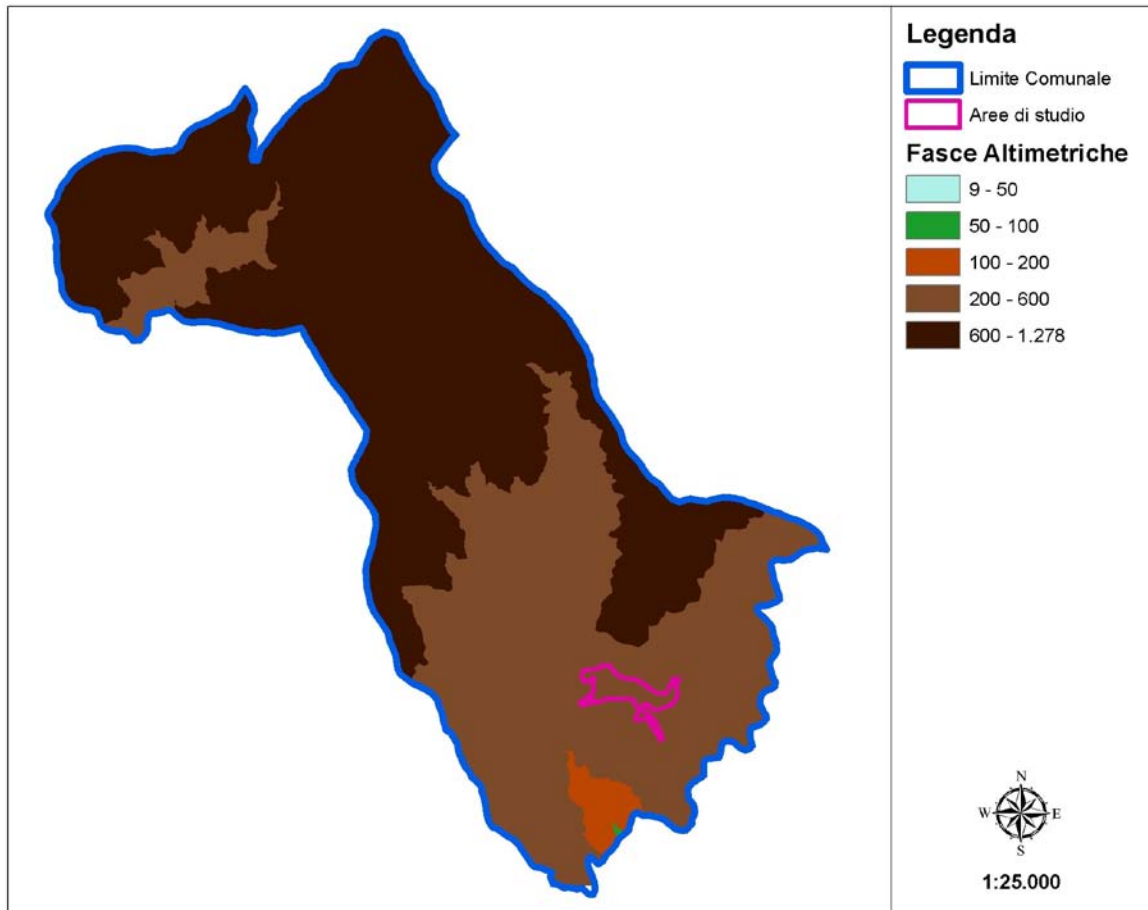 Legenda
Limite Comunale
Aree di studio
Fasce Altimetriche
9 - 50
50 - 100
100 - 200
200 - 600
600 - 1.278
N
W E
S
1:25.000